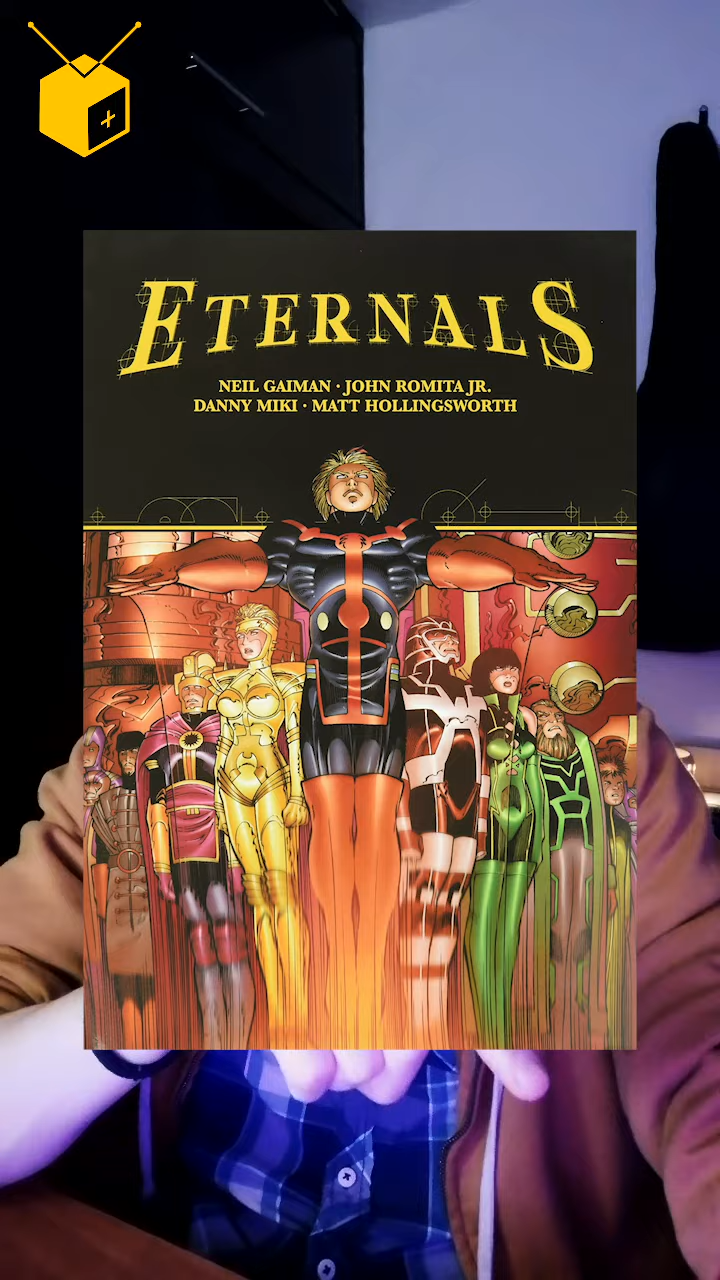 ETERNALS
NEIL GAIMAN · JOHN ROMITA JR.
DANNY MIKI · MATT HOLLINGSWORTH